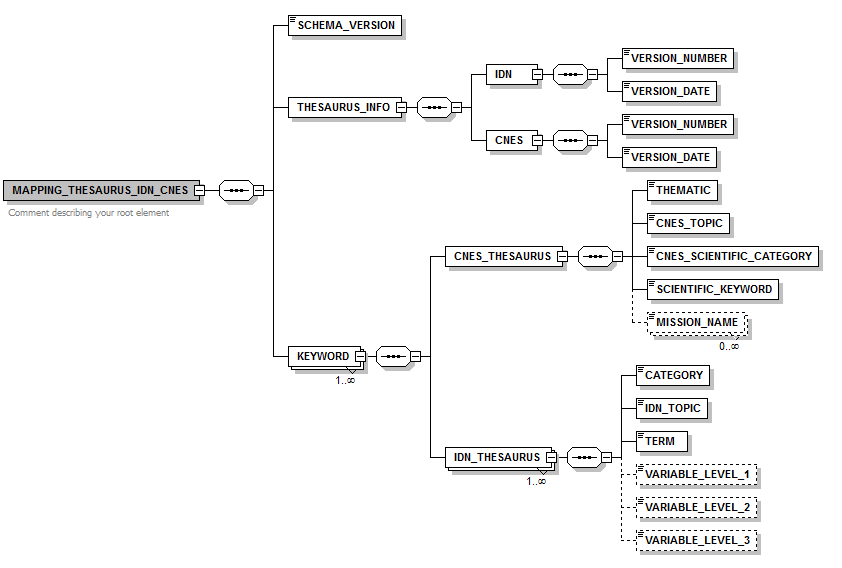 SCHEMA_VERSION
THESAURUS_INFO
IDN
VERSION_NUMBER
VERSION_DATE
CNES
VERSION_NUMBER
VERSION_DATE
MAPPING_THESAURUS_IDN_CNES
Comment describing your root element
KEYWORD
1..∞
CNES_THESAURUS
THEMATIC
CNES_TOPIC
CNES_SCIENTIFIC_CATEGORY
SCIENTIFIC_KEYWORD
MISSION_NAME
0..∞
IDN_THESAURUS
1..∞
CATEGORY
IDN_TOPIC
TERM
VARIABLE_LEVEL_1
VARIABLE_LEVEL_2
VARIABLE_LEVEL_3